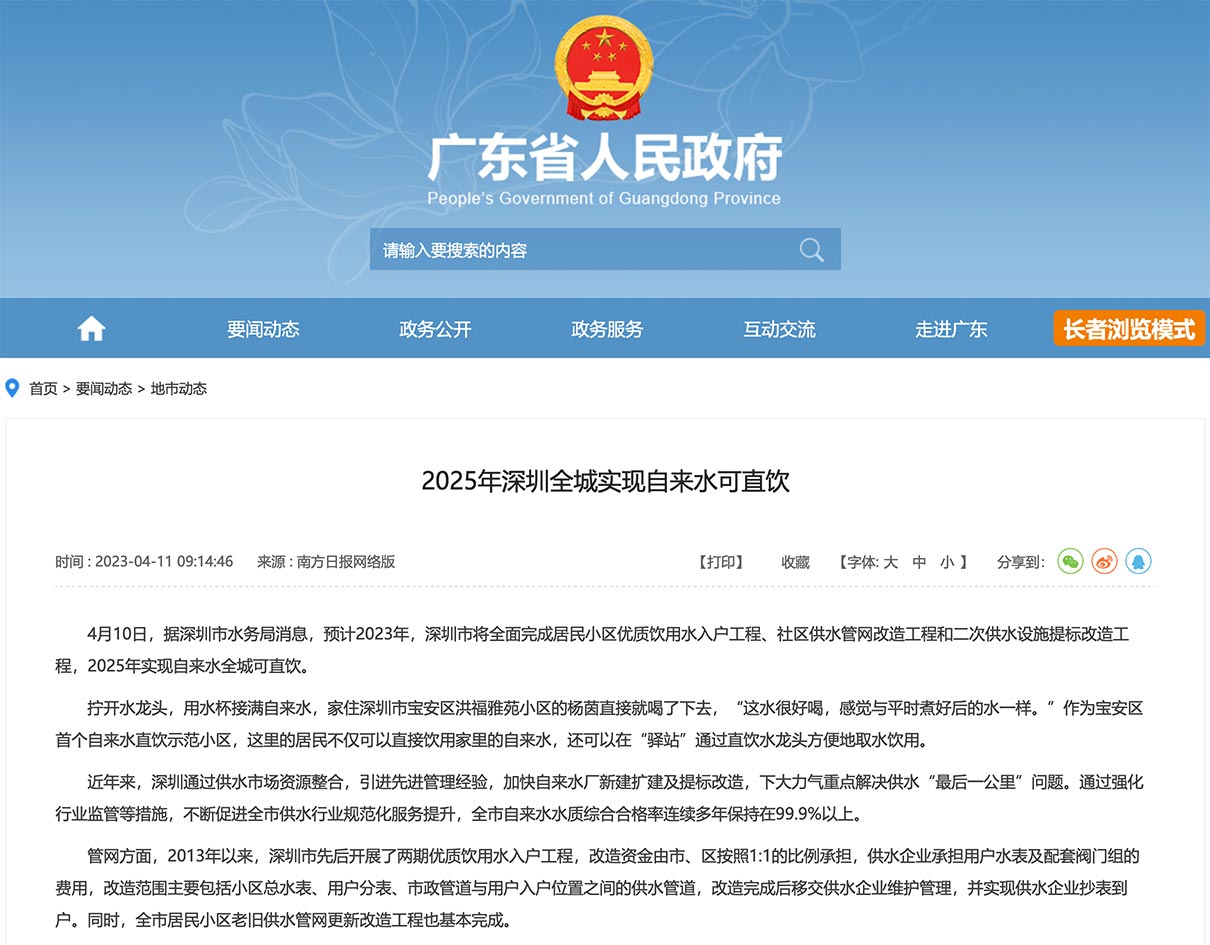 广东省人民政府
People's Government of Guangdong Province
请输入要搜索的内容
要闻动态 政务公开 政务服务 互动交流 走进广东 长者浏览模式
首页 > 要闻动态 > 地市动态
2025年深圳全城实现自来水可直饮
时间 : 2023-04-11 09:14:46 来源 : 南方日报网络版 【打印】 收藏 【字体: 大 中 小 】 分享到:
4月10日，据深圳市水务局消息，预计2023年，深圳市将全面完成居民小区优质饮用水入户工程、社区供水管网改造工程和二次供水设施提标改造工
程，2025年实现自来水全城可直饮。
拧开水龙头，用水杯接满自来水，家住深圳市宝安区洪福雅苑小区的杨茵直接就喝了下去，“这水很好喝，感觉与平时煮好后的水一样。”作为宝安区
首个自来水直饮示范小区，这里的居民不仅可以直接饮用家里的自来水，还可以在“驿站”通过直饮水龙头方便地取水饮用。
近年来，深圳通过供水市场资源整合，引进先进管理经验，加快自来水厂新建扩建及提标改造，下大力气重点解决供水“最后一公里”问题。通过强化
行业监管等措施，不断促进全市供水行业规范化服务提升，全市自来水水质综合合格率连续多年保持在99.9%以上。
管网方面，2013年以来，深圳市先后开展了两期优质饮用水入户工程，改造资金由市、区按照1:1的比例承担，供水企业承担用户水表及配套阀门组的
费用，改造范围主要包括小区总水表、用户分表、市政管道与用户入户位置之间的供水管道，改造完成后移交供水企业维护管理，并实现供水企业抄表到
户。同时，全市居民小区老旧供水管网更新改造工程也基本完成。